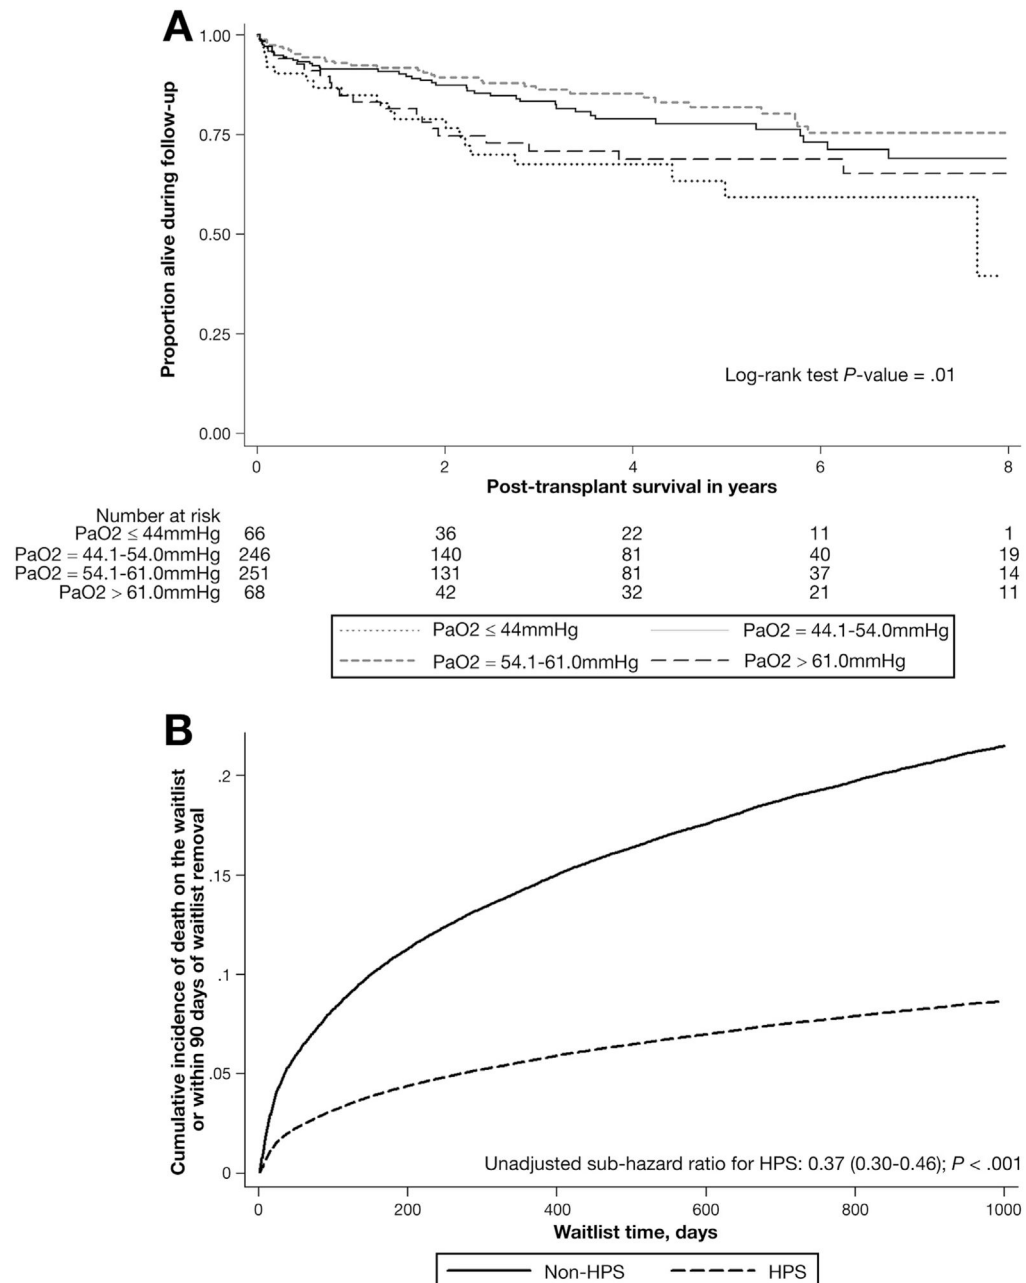 A
Proportion alive during follow-up
1.00
0.75
0.50
0.25
0.00
Log-rank test P-value = .01
0 2 4 6 8
Post-transplant survival in years
Number at risk
PaO2 ≤ 44mmHg 66 36 22 11 1
PaO2 = 44.1-54.0mmHg 246 140 81 40 19
PaO2 = 54.1-61.0mmHg 251 131 81 37 14
PaO2 > 61.0mmHg 68 42 32 21 11
PaO2 ≤ 44mmHg PaO2 = 44.1-54.0mmHg
PaO2 = 54.1-61.0mmHg PaO2 > 61.0mmHg
B
Cumulative incidence of death on the waitlist
or within 90 days of waitlist removal
.2
.15
.1
.05
0
Unadjusted sub-hazard ratio for HPS: 0.37 (0.30-0.46); P < .001
0 200 400 600 800 1000
Waitlist time, days
Non-HPS HPS